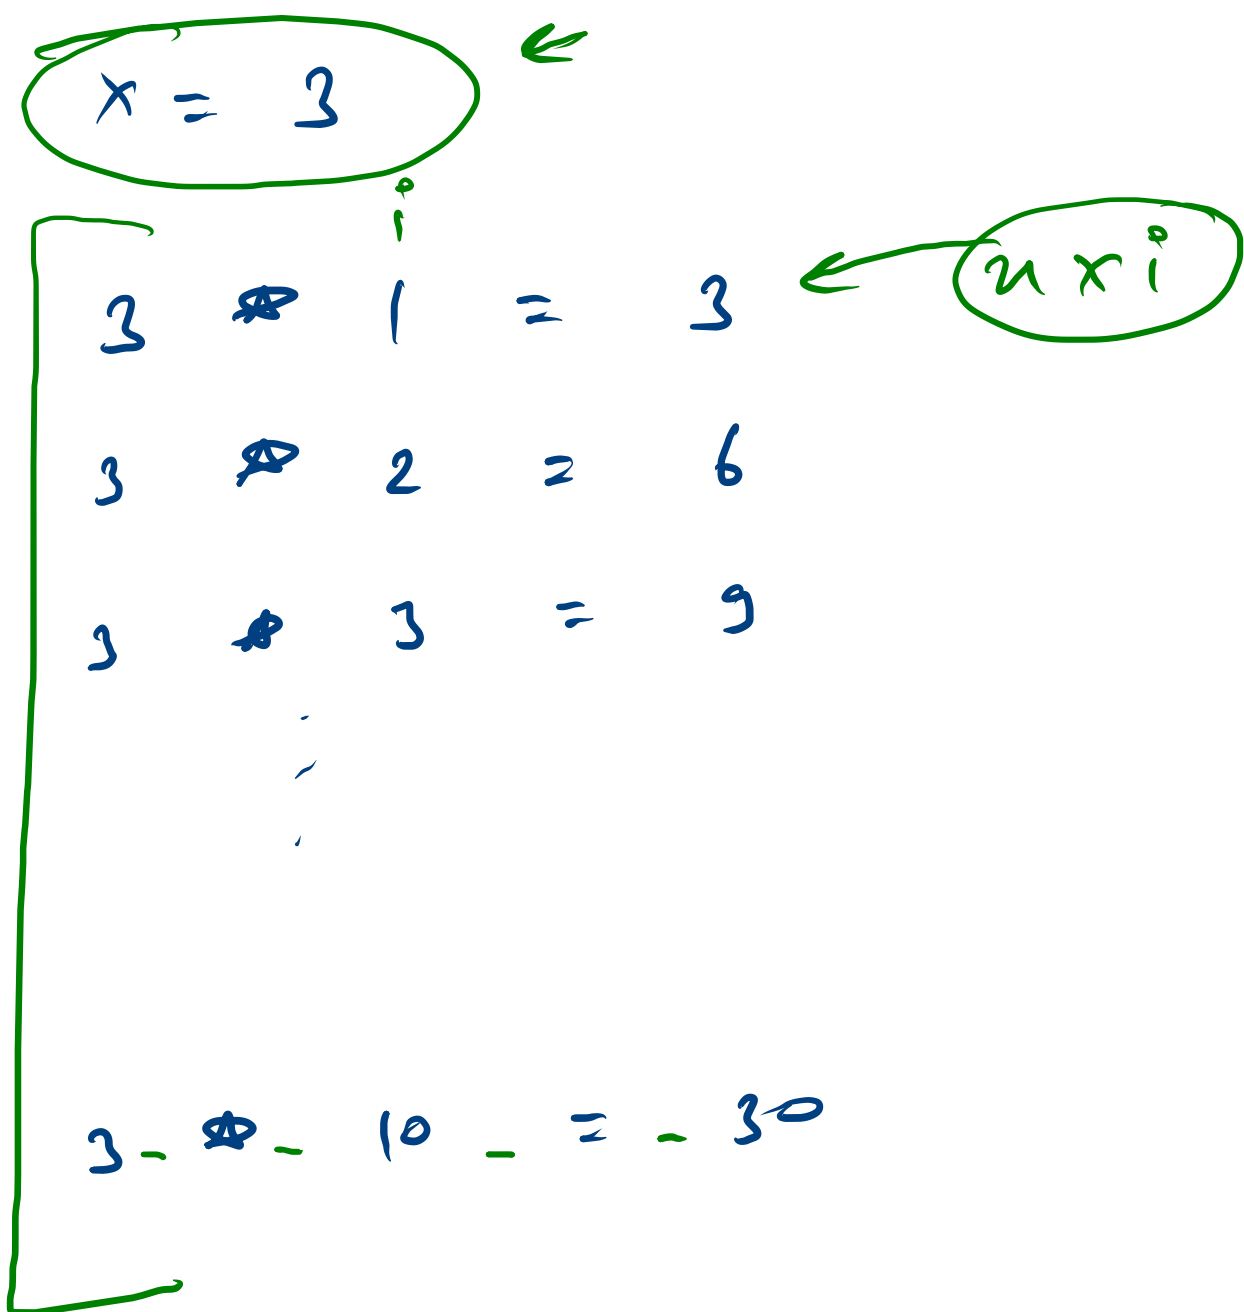 x = 3
i
3 * 1 = 3
n x i
3 * 2 = 6
3 * 3 = 9
.
.
.
3 - * - 10 - = - 30